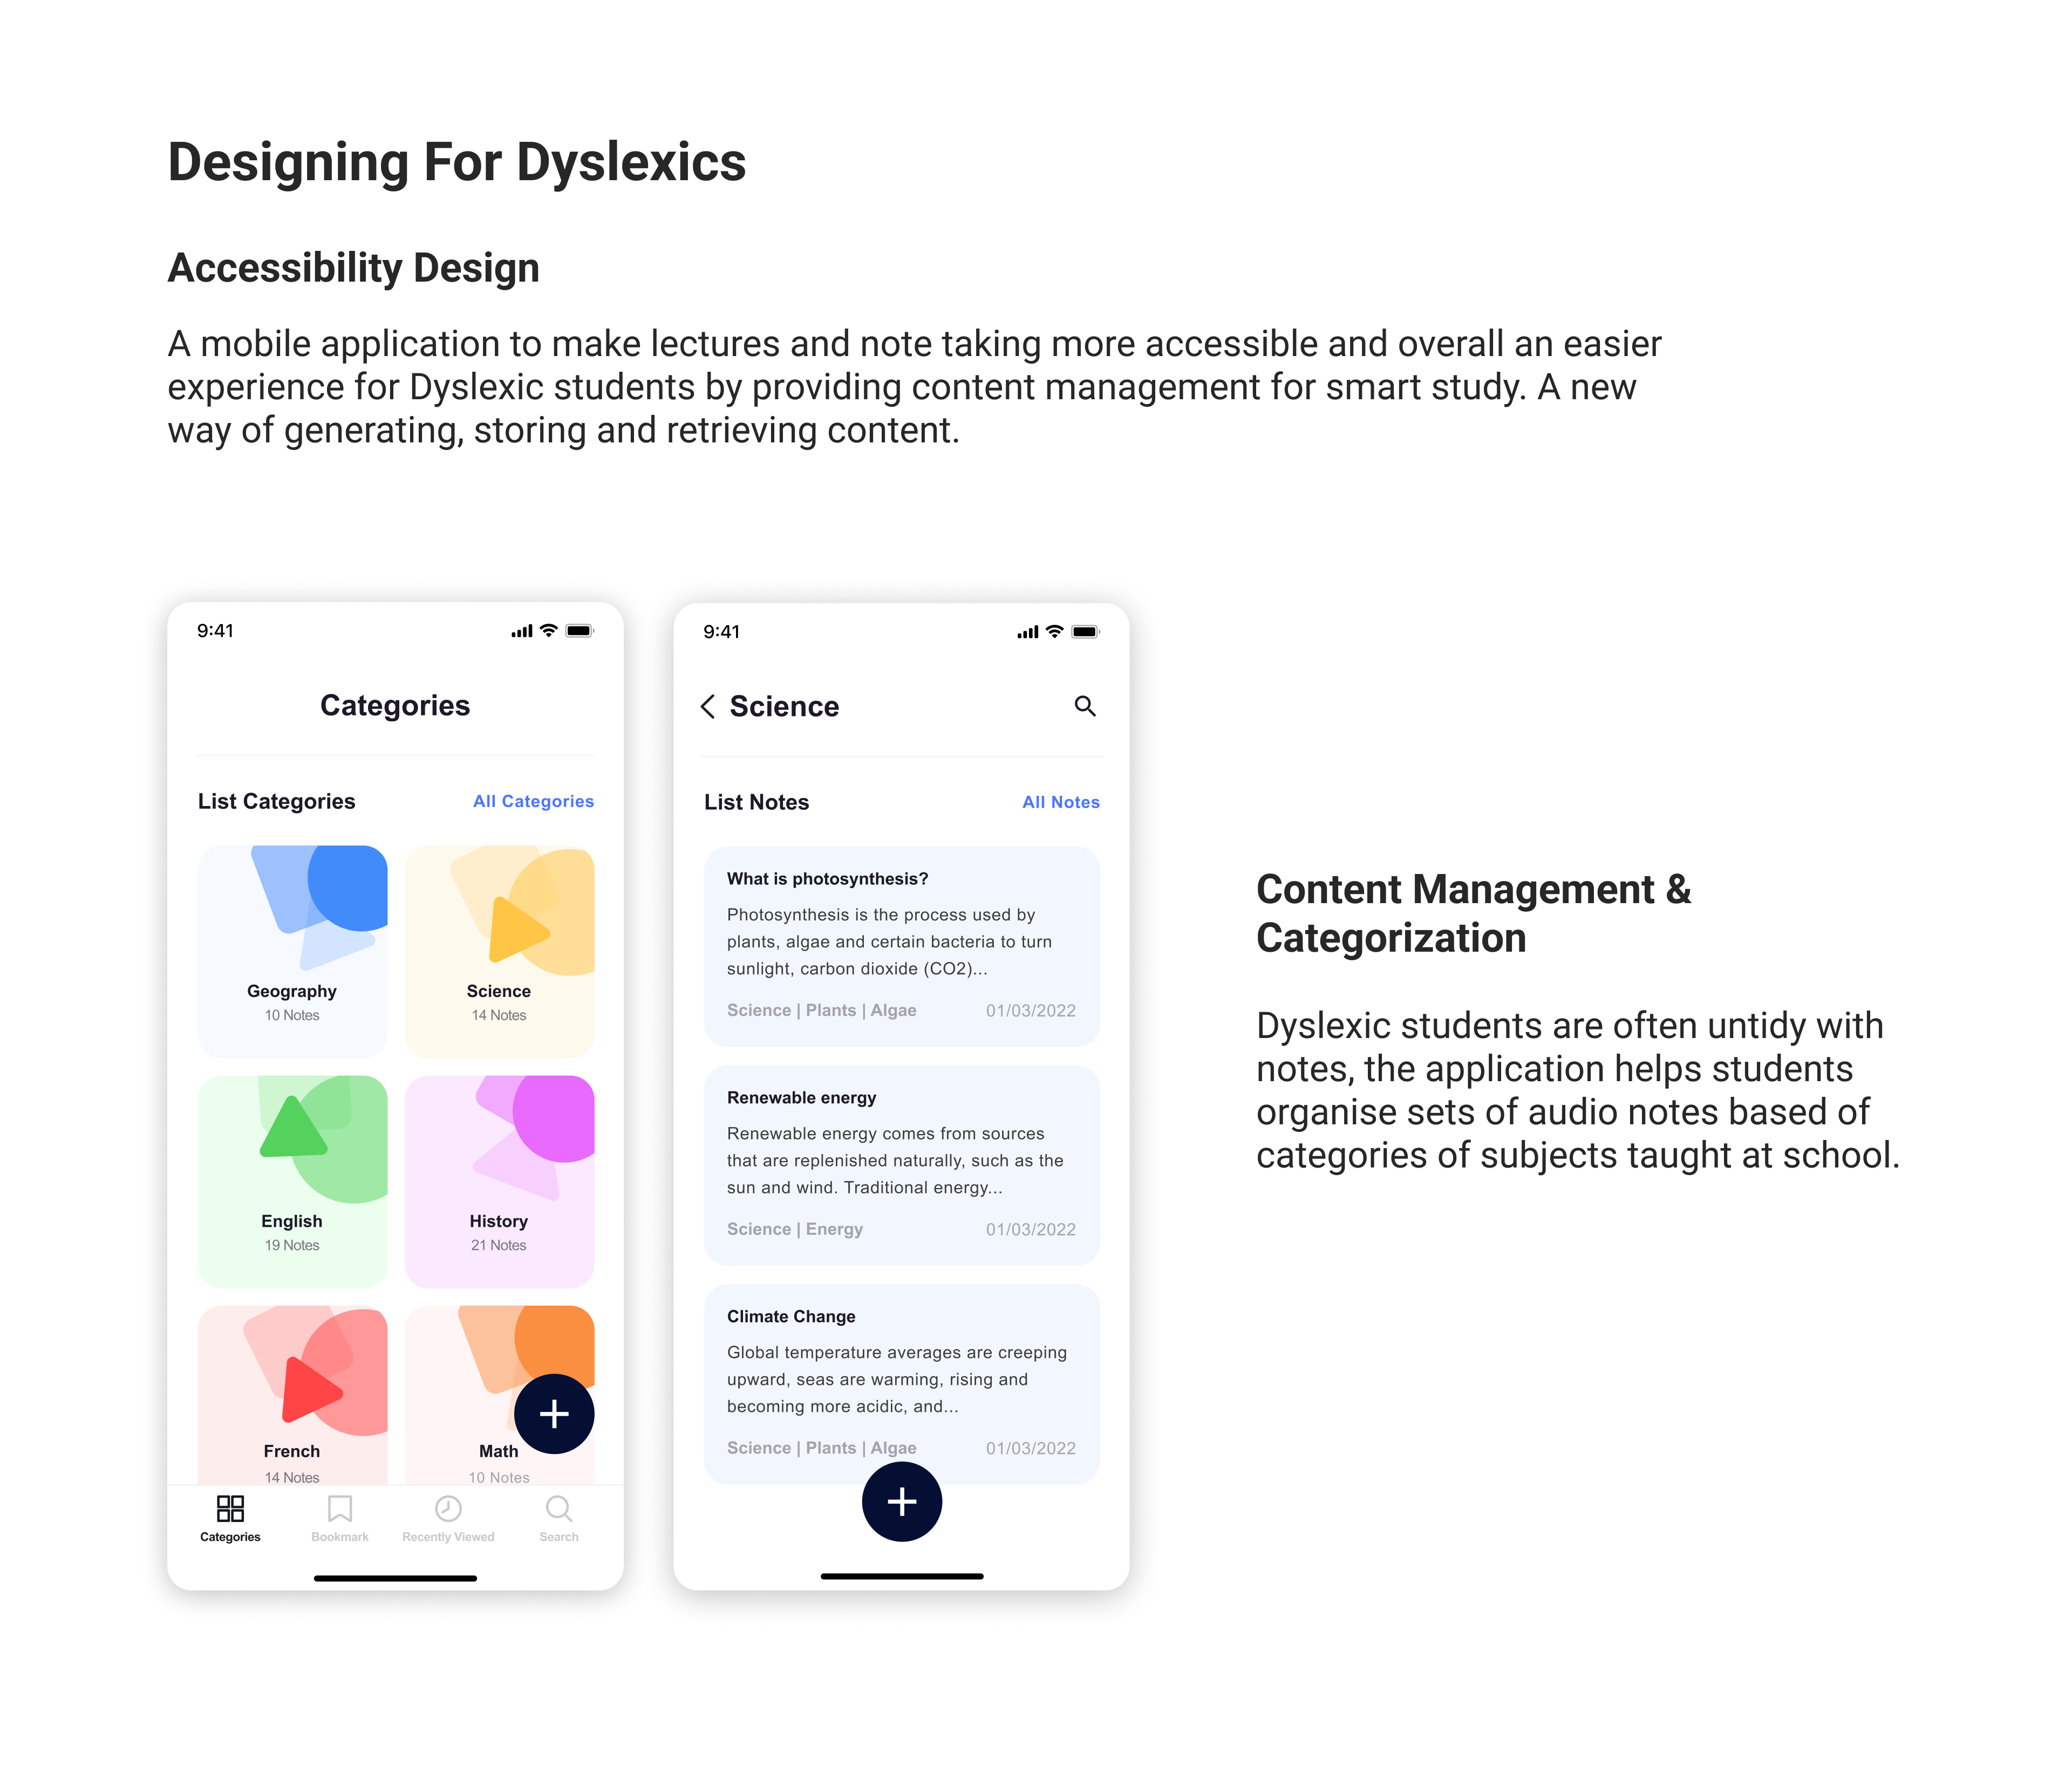 Designing For Dyslexics
Accessibility Design
A mobile application to make lectures and note taking more accessible and overall an easier
experience for Dyslexic students by providing content management for smart study. A new
way of generating, storing and retrieving content.
9:41
Categories
List Categories
All Categories
Geography
10 Notes
Science
14 Notes
English
19 Notes
History
21 Notes
French
14 Notes
Math
10 Notes
Categories
Bookmark
Recently Viewed
Search
9:41
Science
List Notes
All Notes
What is photosynthesis?
Photosynthesis is the process used by
plants, algae and certain bacteria to turn
sunlight, carbon dioxide (CO2)...
Science | Plants | Algae
01/03/2022
Renewable energy
Renewable energy comes from sources
that are replenished naturally, such as the
sun and wind. Traditional energy...
Science | Energy
01/03/2022
Climate Change
Global temperature averages are creeping
upward, seas are warming, rising and
becoming more acidic, and...
Science | Plants | Algae
01/03/2022
Content Management &
Categorization
Dyslexic students are often untidy with
notes, the application helps students
organise sets of audio notes based of
categories of subjects taught at school.